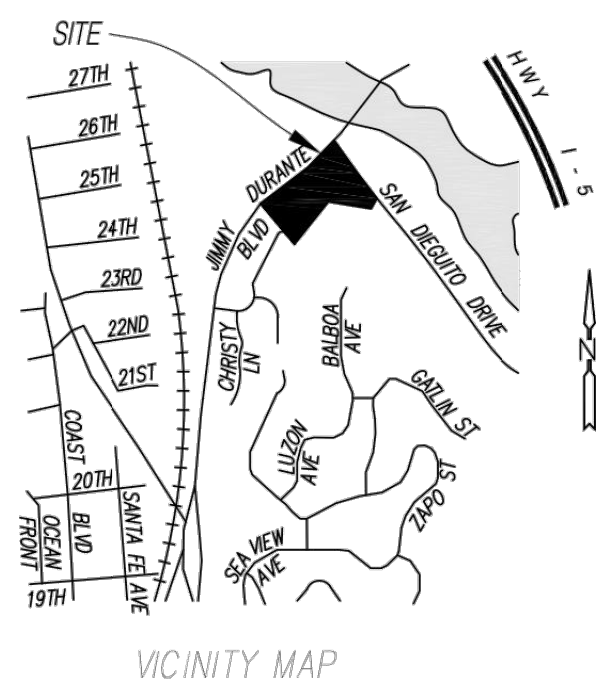 SITE
HWY I-5
27TH
26TH
25TH
24TH
23RD
22ND
21ST
20TH
19TH
JIMMY DURANTE
BLVD
SAN DIEGUITO DRIVE
N
CHRISTY
LN
BALBOA
AVE
GATLIN ST
LUZON
AVE
ZAPO ST
SEA VIEW
AVE
COAST
BLVD
SANTA FE AVE
OCEAN
FRONT
VICINITY MAP